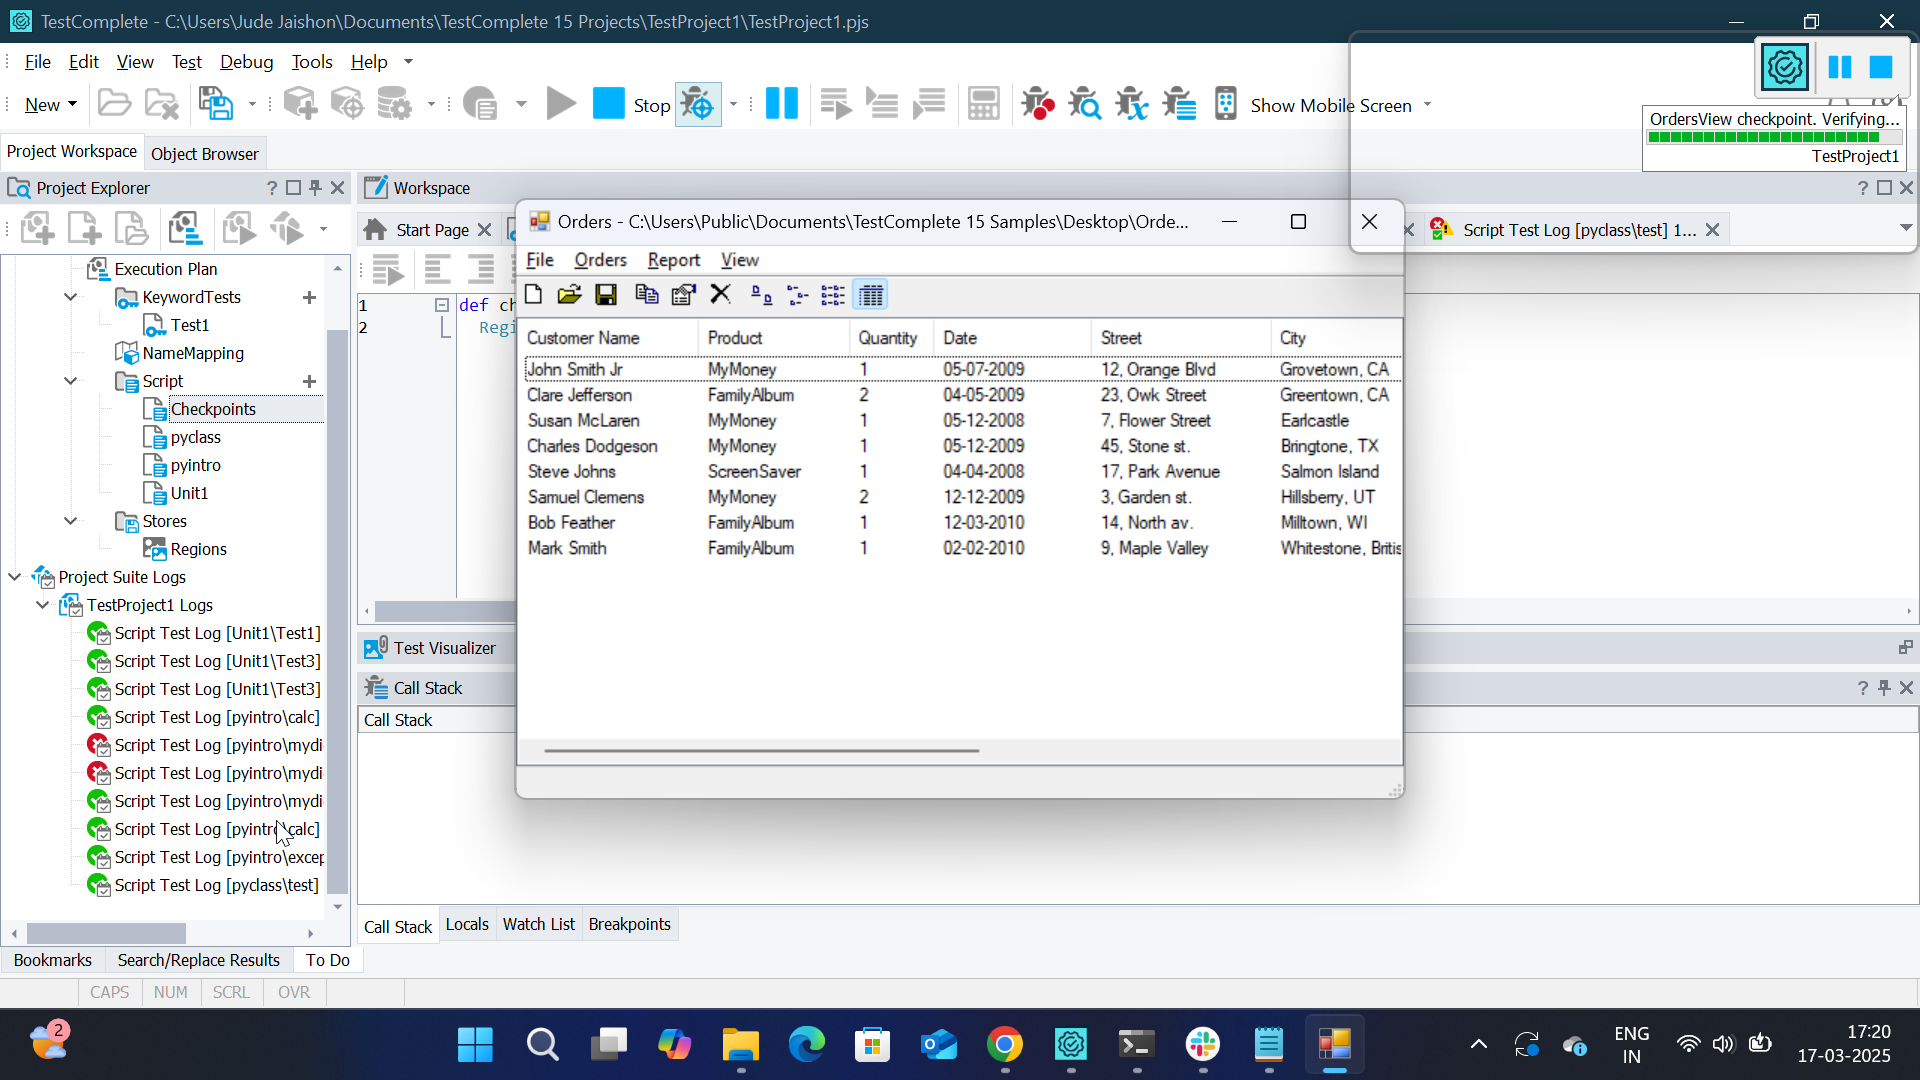 TestComplete - C:\Users\Jude Jaishon\Documents\TestComplete 15 Projects\TestProject1\TestProject1.pjs
File Edit View Test Debug Tools Help
New Stop Show Mobile Screen
OrdersView checkpoint. Verifying...
TestProject1
Project Workspace Object Browser
Project Explorer ?
Workspace ?
Start Page
Script Test Log [pyclass\test] 1...
Execution Plan
KeywordTests
Test1
NameMapping
Script
Checkpoints
pyclass
pyintro
Unit1
Stores
Regions
Project Suite Logs
TestProject1 Logs
Script Test Log [Unit1\Test1]
Script Test Log [Unit1\Test3]
Script Test Log [Unit1\Test3]
Script Test Log [pyintro\calc]
Script Test Log [pyintro\mydi
Script Test Log [pyintro\mydi
Script Test Log [pyintro\mydi
Script Test Log [pyintro\calc]
Script Test Log [pyintro\excep
Script Test Log [pyclass\test]
1 def ch
2 Regi
Orders - C:\Users\Public\Documents\TestComplete 15 Samples\Desktop\Orde...
File Orders Report View
Customer Name Product Quantity Date Street City
John Smith Jr MyMoney 1 05-07-2009 12, Orange Blvd Grovetown, CA
Clare Jefferson FamilyAlbum 2 04-05-2009 23, Owk Street Greentown, CA
Susan McLaren MyMoney 1 05-12-2008 7, Flower Street Earlcastle
Charles Dodgeson MyMoney 1 05-12-2009 45, Stone st. Bringtone, TX
Steve Johns ScreenSaver 1 04-04-2008 17, Park Avenue Salmon Island
Samuel Clemens MyMoney 2 12-12-2009 3, Garden st. Hillsberry, UT
Bob Feather FamilyAlbum 1 12-03-2010 14, North av. Milltown, WI
Mark Smith FamilyAlbum 1 02-02-2010 9, Maple Valley Whitestone, Britis
Test Visualizer
Call Stack ?
Call Stack
Call Stack Locals Watch List Breakpoints
Bookmarks Search/Replace Results To Do
CAPS NUM SCRL OVR
2
ENG
IN
17:20
17-03-2025